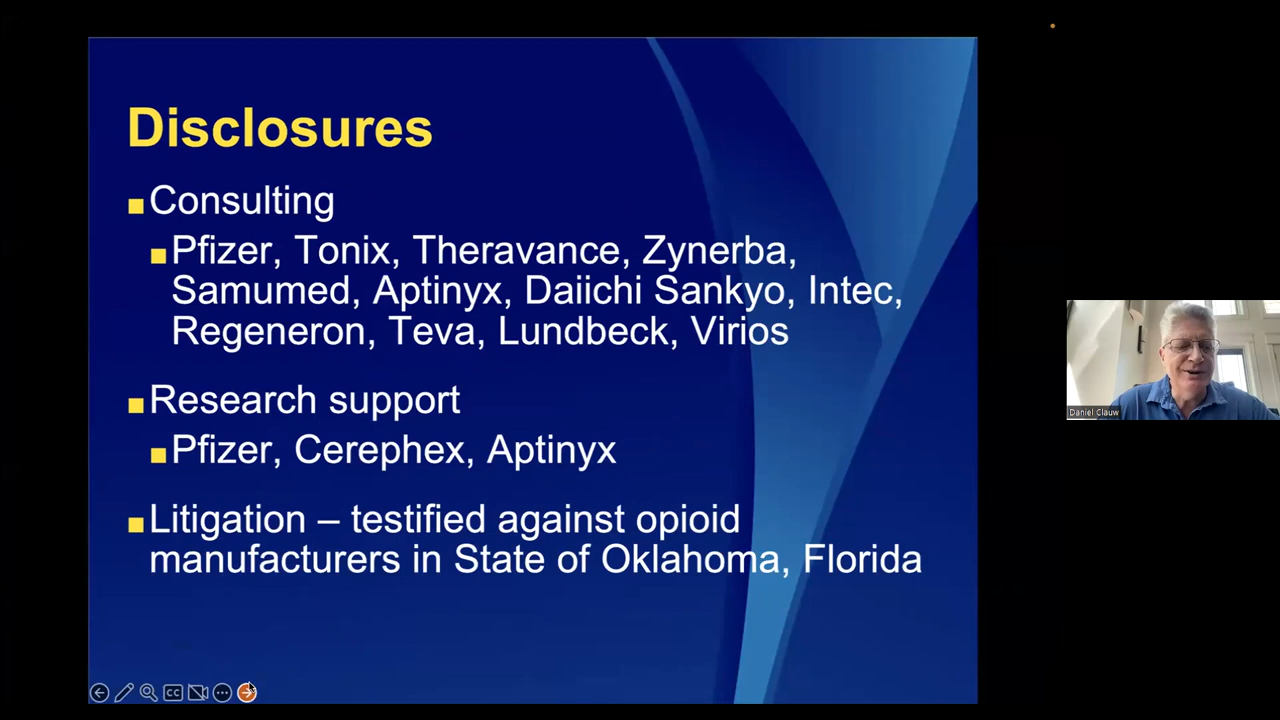 Disclosures
Consulting
Pfizer, Tonix, Theravance, Zynerba,
Samumed, Aptinyx, Daiichi Sankyo, Intec,
Regeneron, Teva, Lundbeck, Virios
Research support
Pfizer, Cerephex, Aptinyx
Litigation – testified against opioid
manufacturers in State of Oklahoma, Florida
CC
Daniel Clauw